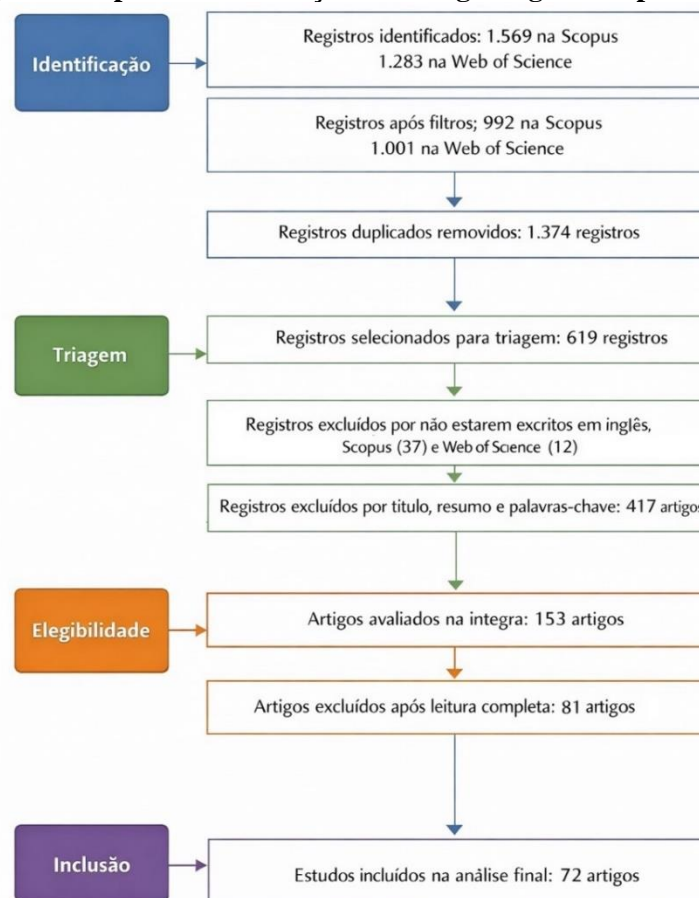 Identificação
Registros identificados: 1.569 na Scopus
1.283 na Web of Science
Registros após filtros; 992 na Scopus
1.001 na Web of Science
Registros duplicados removidos: 1.374 registros
Triagem
Registros selecionados para triagem: 619 registros
Registros excluídos por não estarem escritos em inglês,
Scopus (37) e Web of Science (12)
Registros excluídos por título, resumo e palavras-chave: 417 artigos
Elegibilidade
Artigos avaliados na integra: 153 artigos
Artigos excluídos após leitura completa: 81 artigos
Inclusão
Estudos incluídos na análise final: 72 artigos